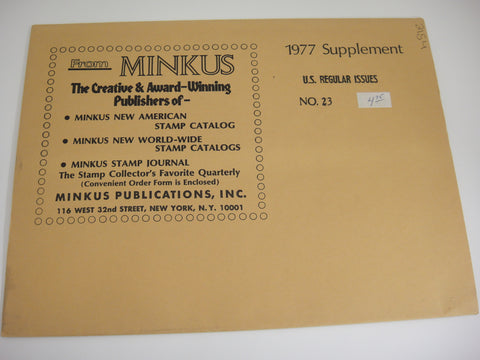 From MINKUS
The Creative & Award-Winning
Publishers of-
• MINKUS NEW AMERICAN
STAMP CATALOG
• MINKUS NEW WORLD-WIDE
STAMP CATALOGS
• MINKUS STAMP JOURNAL
The Stamp Collector's Favorite Quarterly
(Convenient Order Form is Enclosed)
MINKUS PUBLICATIONS, INC.
116 WEST 32nd STREET, NEW YORK, N.Y. 10001
1977 Supplement
U.S. REGULAR ISSUES
NO. 23